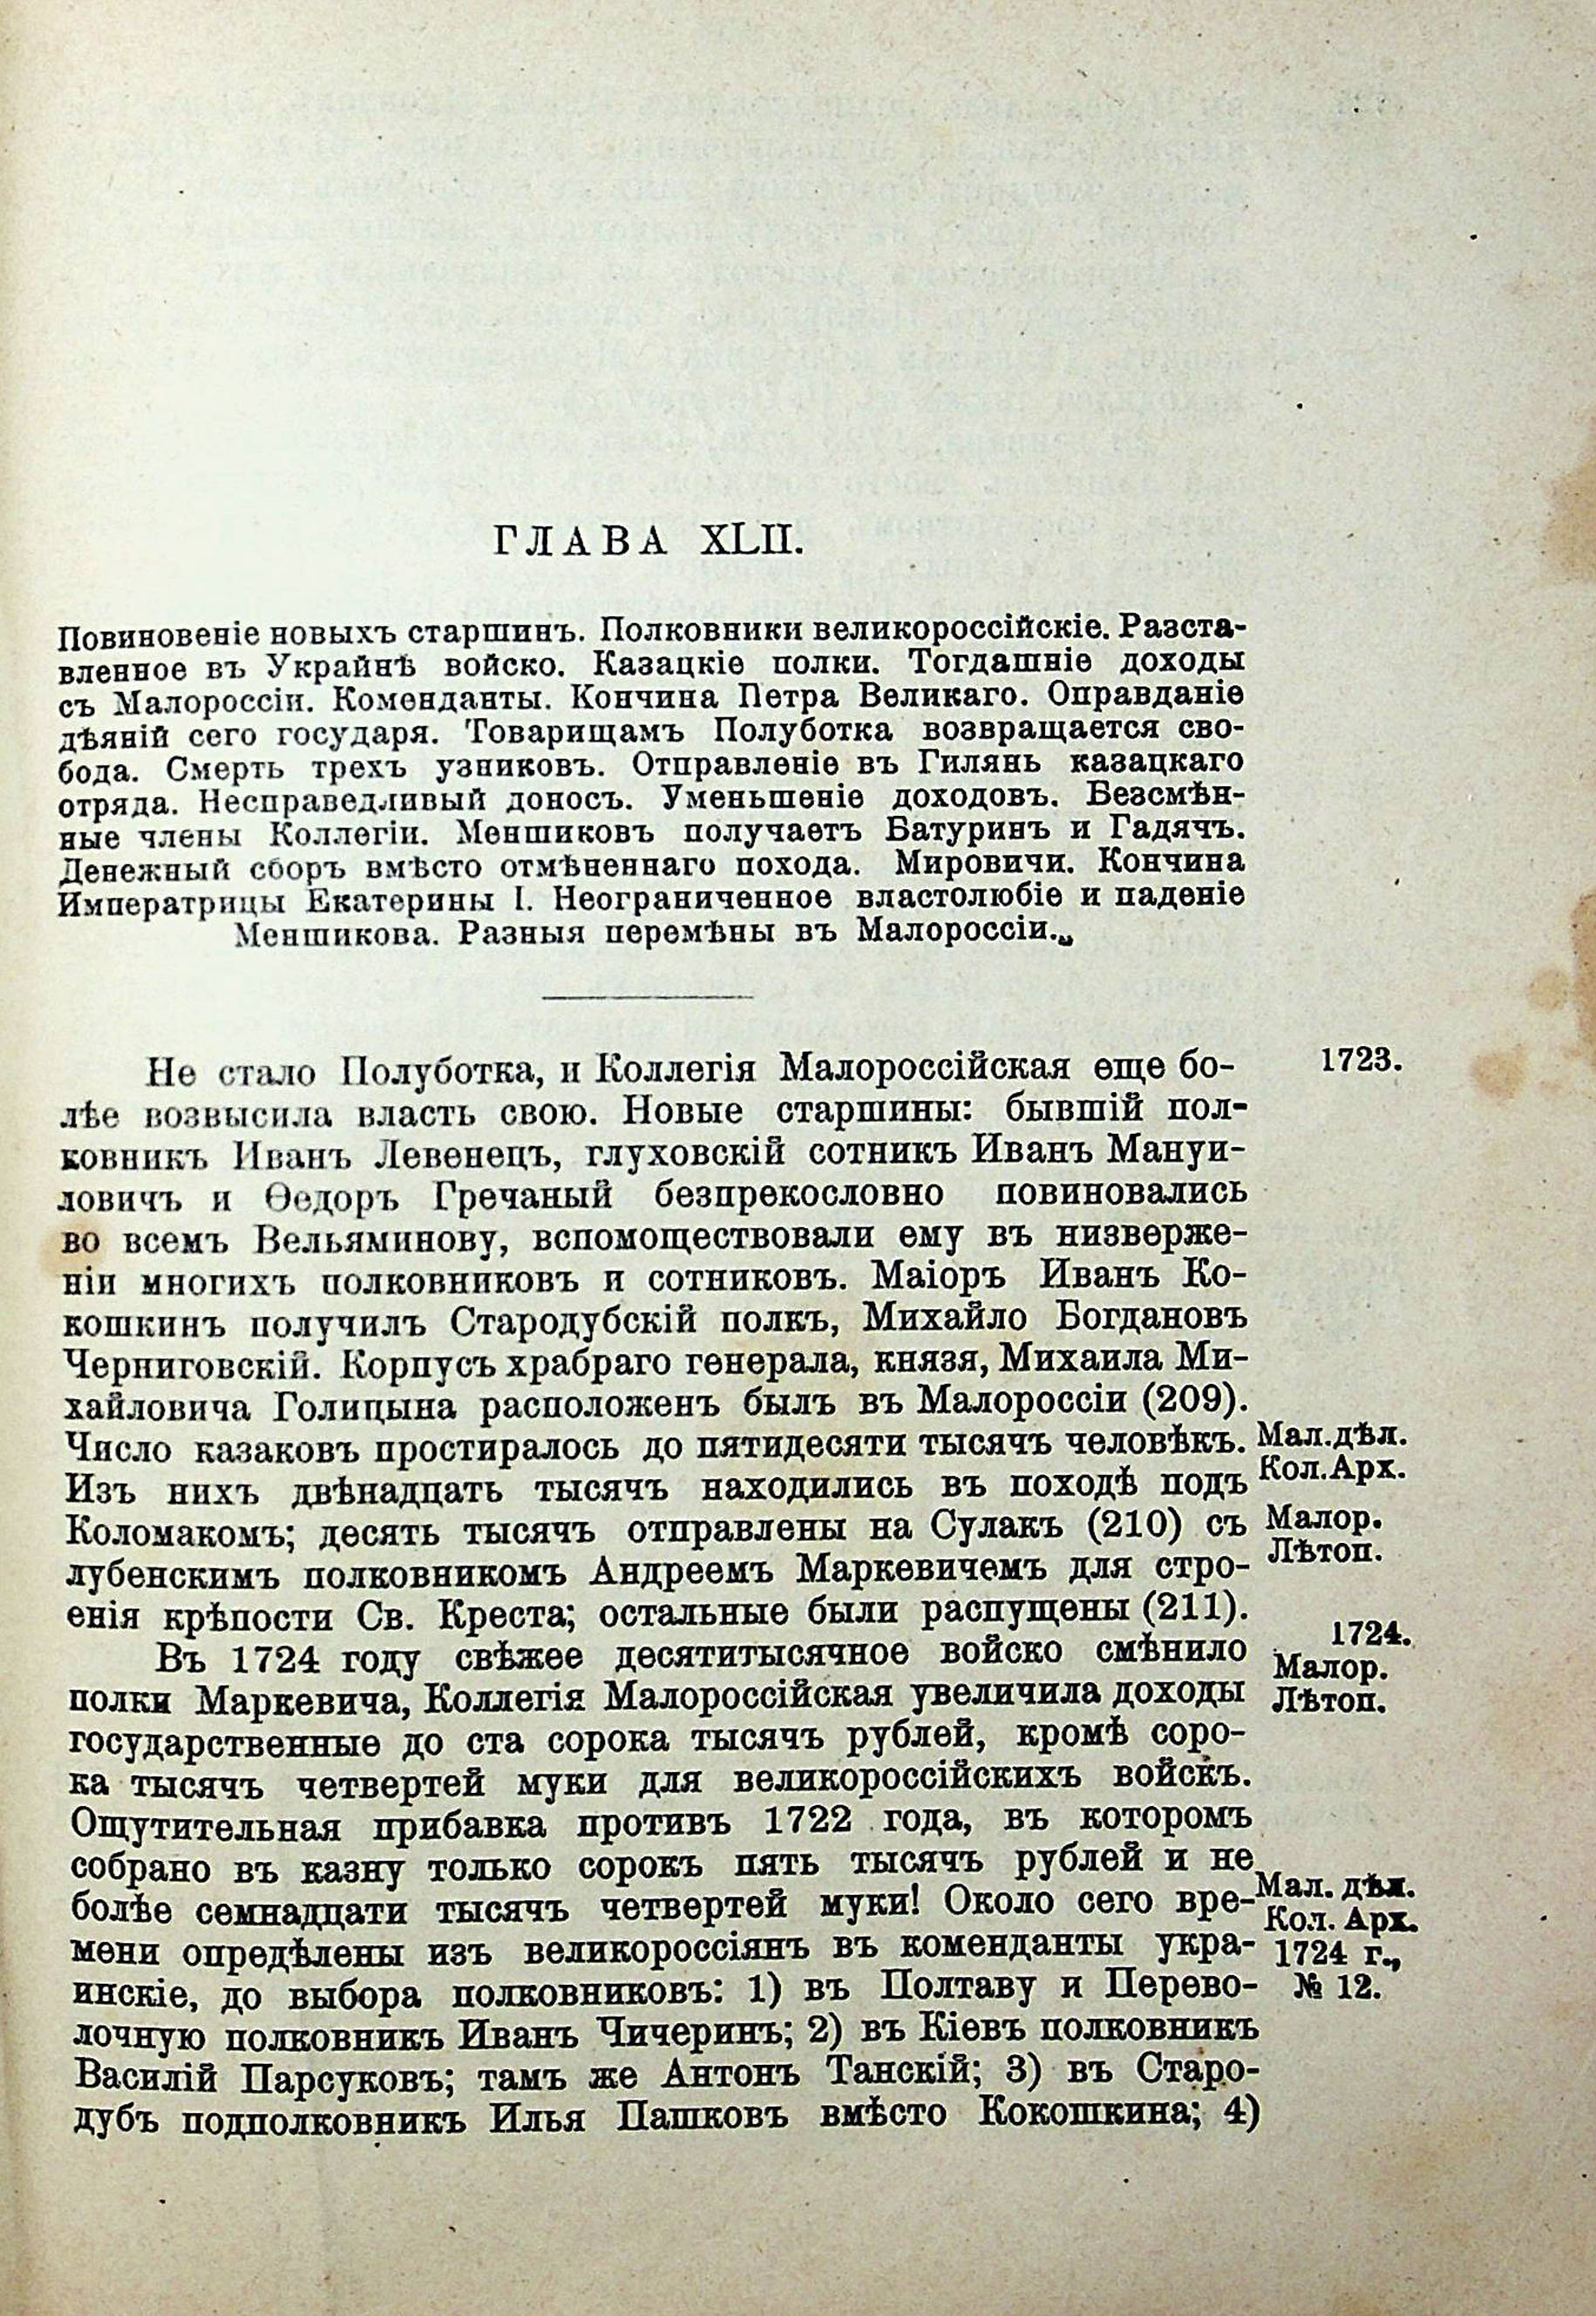 ГЛАВА XLII.
Повиновеніе новыхъ старшинъ. Полковники великороссійскіе. Разста-
вленное въ Украйнѣ войско. Казацкіе полки. Тогдашніе доходы
съ Малороссіи. Коменданты. Кончина Петра Великаго. Оправданіе
дѣяній сего государя. Товарищамъ Полуботка возвращается сво-
бода. Смерть трехъ узниковъ. Отправленіе въ Гилянь казацкаго
отряда. Несправедливый доносъ. Уменьшеніе доходовъ. Безсмѣн-
ные члены Коллегіи. Меншиковъ получаетъ Батуринъ и Гадячъ.
Денежный сборъ вмѣсто отмѣненнаго похода. Мировичи. Кончина
Императрицы Екатерины I. Неограниченное властолюбіе и паденіе
Меншикова. Разныя перемѣны въ Малороссіи.
Не стало Полуботка, и Коллегія Малороссійская еще бо-
1723.
лѣе возвысила власть свою. Новые старшины: бывшій пол-
ковникъ Иванъ Левенецъ, глуховскій сотникъ Иванъ Мануи-
ловичъ и Ѳедоръ Гречаный безпрекословно повиновались
во всемъ Вельяминову, вспомоществовали ему въ низверже-
ніи многихъ полковниковъ и сотниковъ. Маіоръ Иванъ Ко-
кошкинъ получилъ Стародубскій полкъ, Михайло Богдановъ
Черниговскій. Корпусъ храбраго генерала, князя, Михаила Ми-
хайловича Голицына расположенъ былъ въ Малороссіи (209).
Число казаковъ простиралось до пятидесяти тысячъ человѣкъ.
Мал.дѣл.
Кол.Арх.
Изъ нихъ двѣнадцать тысячъ находились въ походѣ подъ
Коломакомъ; десять тысячъ отправлены на Сулакъ (210) съ
Малор.
Лѣтоп.
лубенскимъ полковникомъ Андреемъ Маркевичемъ для стро-
енія крѣпости Св. Креста; остальные были распущены (211).
Въ 1724 году свѣжее десятитысячное войско смѣнило
1724.
Малор.
Лѣтоп.
полки Маркевича, Коллегія Малороссійская увеличила доходы
государственные до ста сорока тысячъ рублей, кромѣ соро-
ка тысячъ четвертей муки для великороссійскихъ войскъ.
Ощутительная прибавка противъ 1722 года, въ которомъ
собрано въ казну только сорокъ пять тысячъ рублей и не
болѣе семнадцати тысячъ четвертей муки! Около сего вре-
Мал. дѣл.
Кол. Арх.
1724 г.,
№ 12.
мени опредѣлены изъ великороссіянъ въ коменданты укра-
инскіе, до выбора полковниковъ: 1) въ Полтаву и Перево-
лочную полковникъ Иванъ Чичеринъ; 2) въ Кіевъ полковникъ
Василій Парсуковъ; тамъ же Антонъ Танскій; 3) въ Старо-
дубъ подполковникъ Илья Пашковъ вмѣсто Кокошкина; 4)